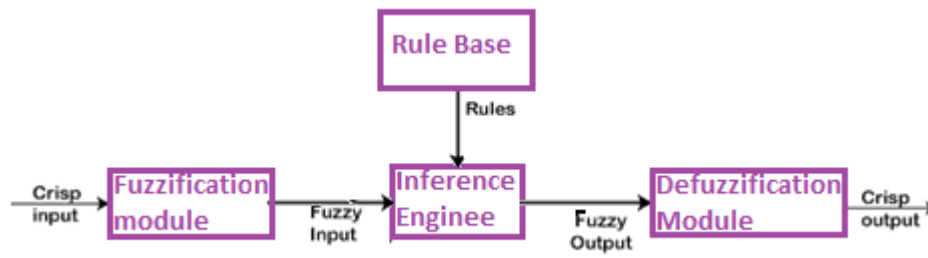 Rule Base
Rules
Crisp
input
Fuzzification
module
Fuzzy
Input
Inference
Enginee
Fuzzy
Output
Defuzzification
Module
Crisp
output